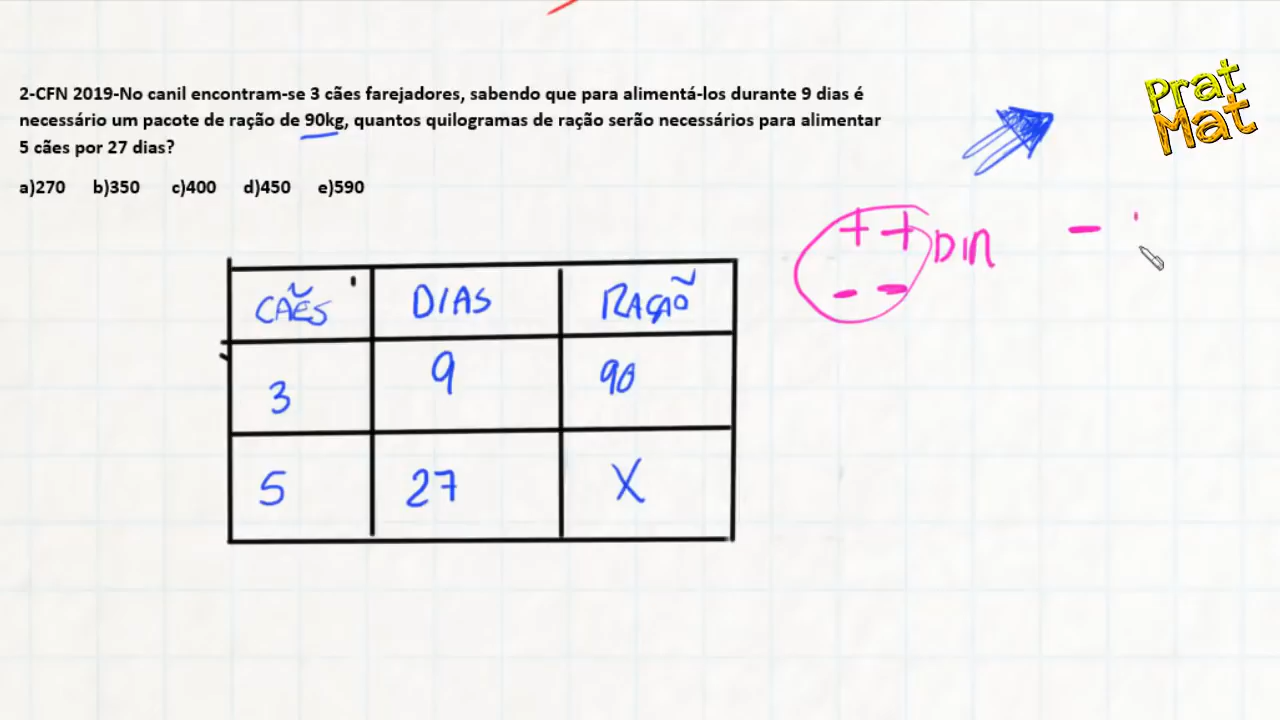 2-CFN 2019-No canil encontram-se 3 cães farejadores, sabendo que para alimentá-los durante 9 dias é
necessário um pacote de ração de 90kg, quantos quilogramas de ração serão necessários para alimentar
5 cães por 27 dias?
a)270 b)350 c)400 d)450 e)590
Prat
Mat
+ + DIR -
- -
CÃES DIAS RAÇÃO
3 9 90
5 27 X